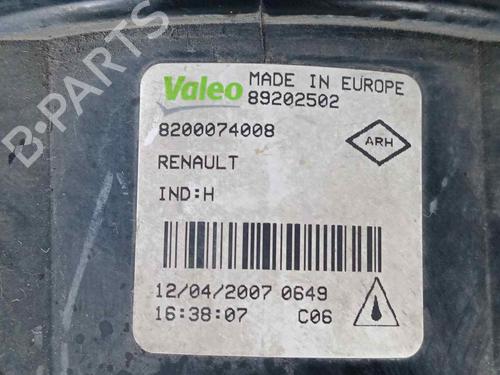 B-PARTS
Valeo MADE IN EUROPE
89202502
8200074008
ARH
RENAULT
IND:H
12/04/2007 0649
16:38:07 C06